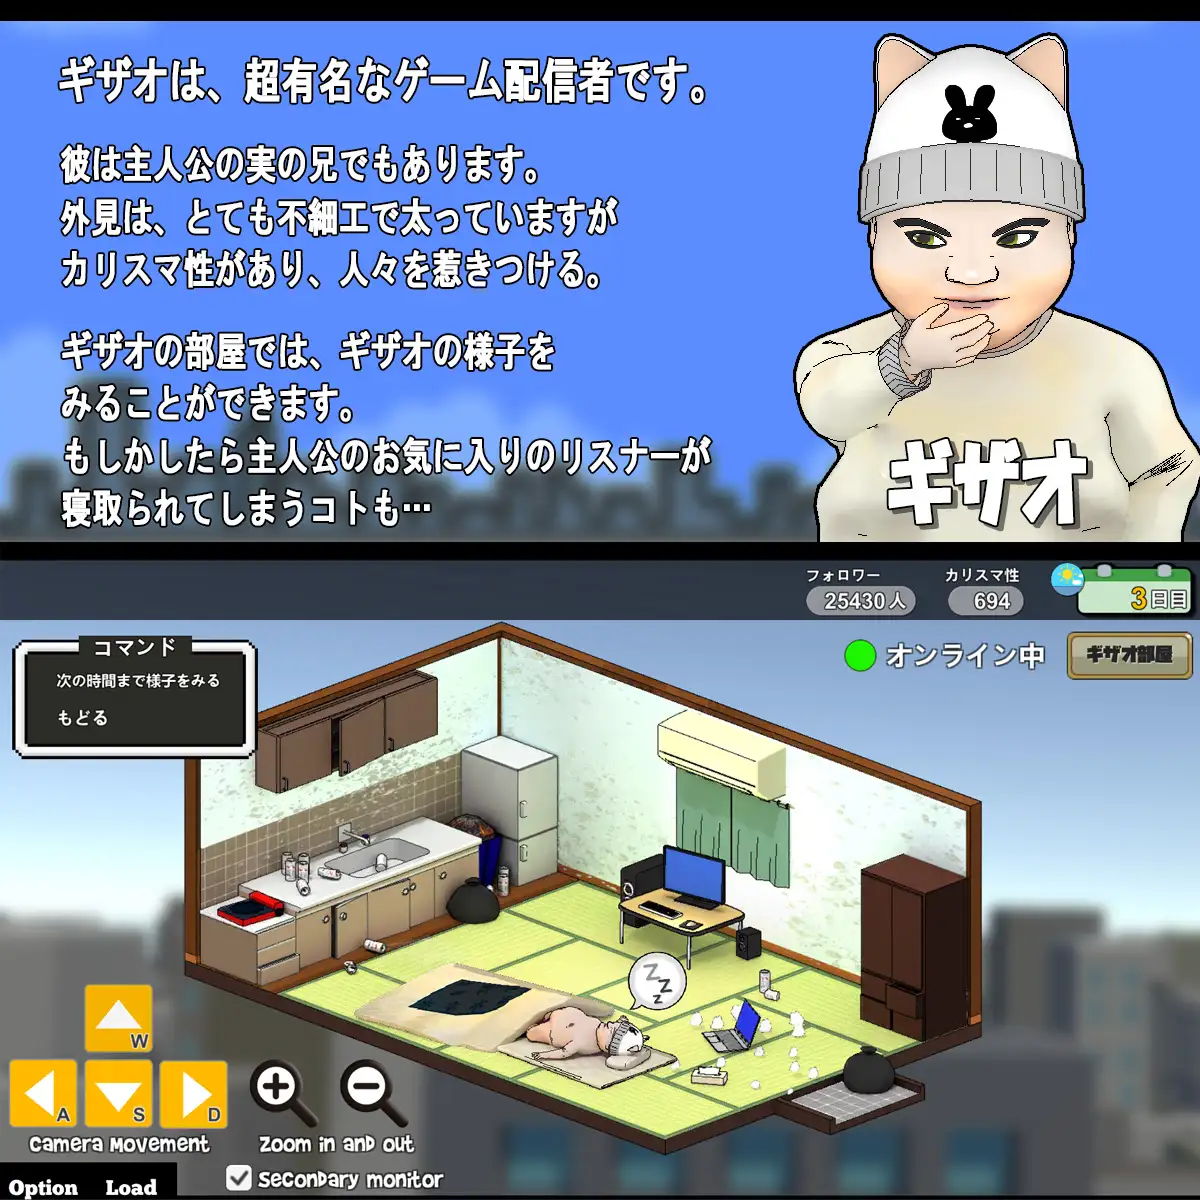 ギザオは、超有名なゲーム配信者です。
彼は主人公の実の兄でもあります。
外見は、とても不細工で太っていますが
カリスマ性があり、人々を惹きつける。
ギザオの部屋では、ギザオの様子を
みることができます。
もしかしたら主人公のお気に入りのリスナーが
寝取られてしまうコトも…
ギザオ
フォロワー
25430人
カリスマ性
694
3日目
コマンド
次の時間まで様子をみる
もどる
オンライン中
ギザオ部屋
Z
Z
Z
W
A
S
D
Camera Movement
Zoom in and out
Secondary monitor
Option
Load